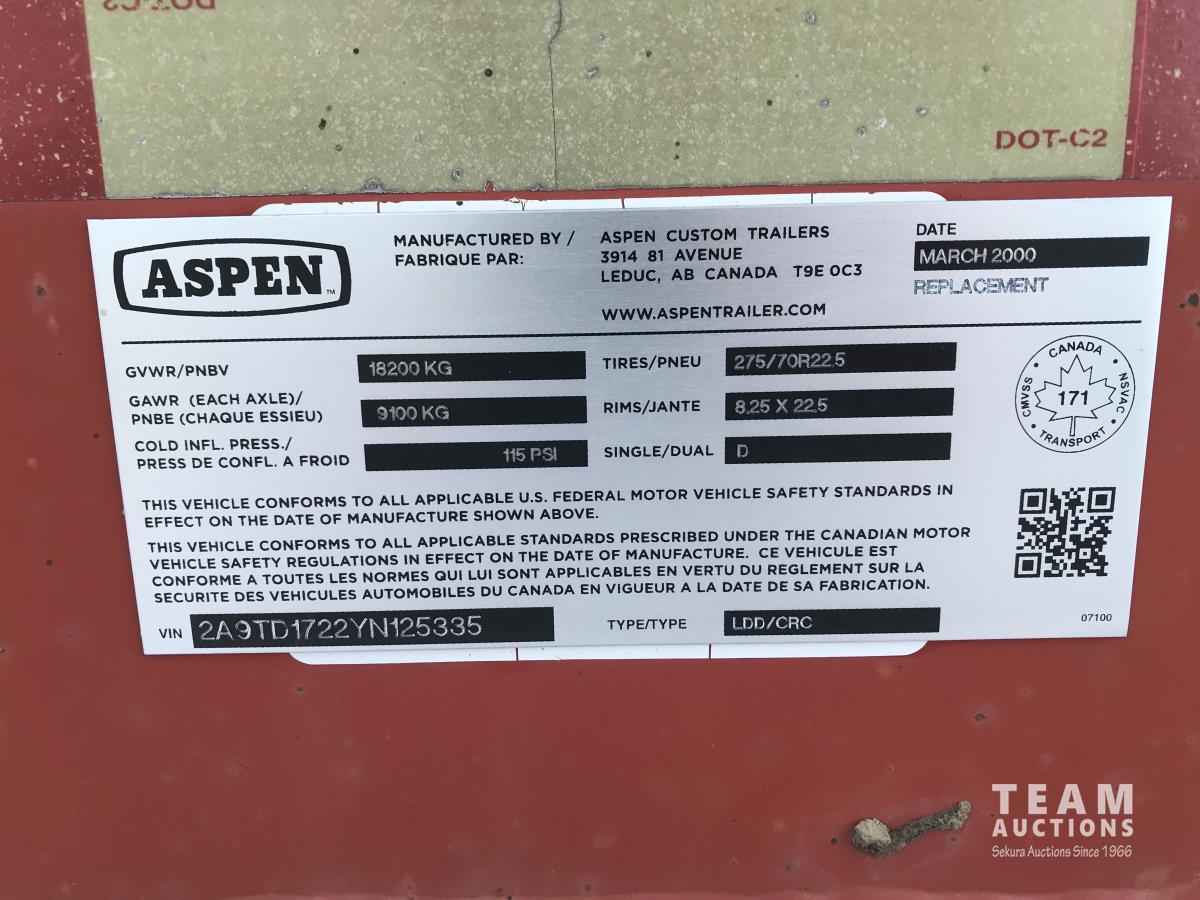 DOT-C2
DOT-C2
ASPEN™
MANUFACTURED BY /
FABRIQUE PAR:
ASPEN CUSTOM TRAILERS
3914 81 AVENUE
LEDUC, AB CANADA T9E 0C3
WWW.ASPENTRAILER.COM
DATE
MARCH 2000
REPLACEMENT
GVWR/PNBV
18200 KG
TIRES/PNEU
275/70R22.5
GAWR (EACH AXLE)/
PNBE (CHAQUE ESSIEU)
9100 KG
RIMS/JANTE
8.25 X 22.5
COLD INFL. PRESS./
PRESS DE CONFL. A FROID
115 PSI
SINGLE/DUAL
D
CANADA
CMVSS
171
NSVAC
TRANSPORT
THIS VEHICLE CONFORMS TO ALL APPLICABLE U.S. FEDERAL MOTOR VEHICLE SAFETY STANDARDS IN
EFFECT ON THE DATE OF MANUFACTURE SHOWN ABOVE.
THIS VEHICLE CONFORMS TO ALL APPLICABLE STANDARDS PRESCRIBED UNDER THE CANADIAN MOTOR
VEHICLE SAFETY REGULATIONS IN EFFECT ON THE DATE OF MANUFACTURE. CE VEHICULE EST
CONFORME A TOUTES LES NORMES QUI LUI SONT APPLICABLES EN VERTU DU REGLEMENT SUR LA
SECURITE DES VEHICULES AUTOMOBILES DU CANADA EN VIGUEUR A LA DATE DE SA FABRICATION.
VIN
2A9TD1722YN125335
TYPE/TYPE
LDD/CRC
07100
TEAM
AUCTIONS
Sekura Auctions Since 1966